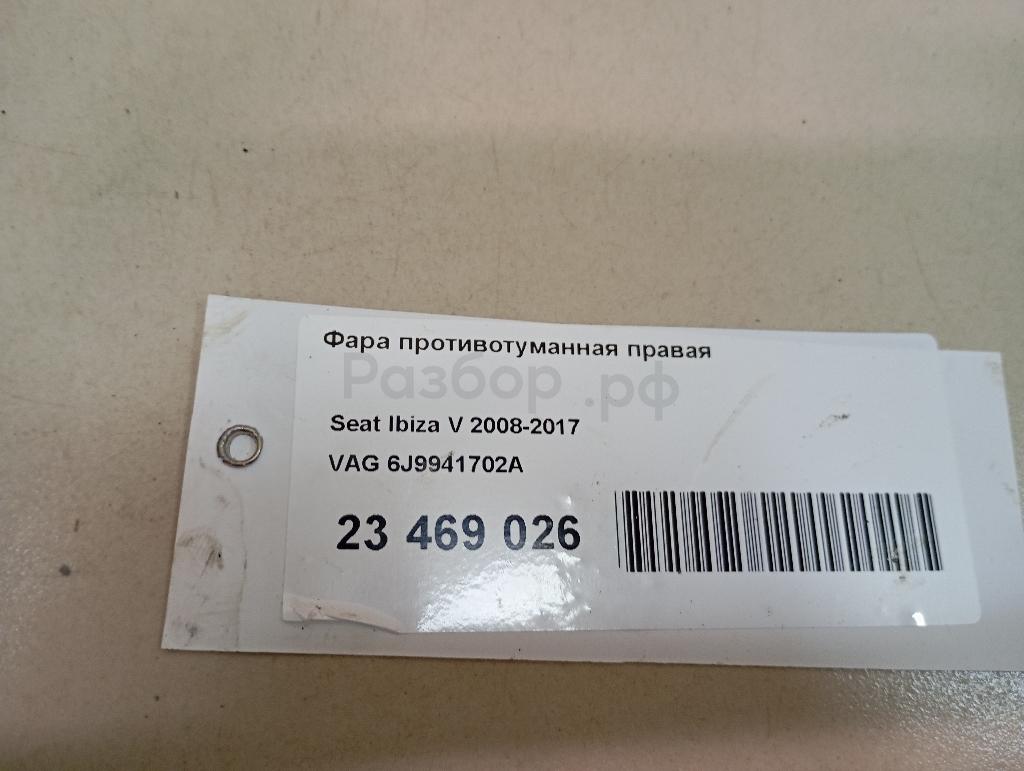 Фара противотуманная правая
Разбор.рф
Seat Ibiza V 2008-2017
VAG 6J9941702A
23 469 026